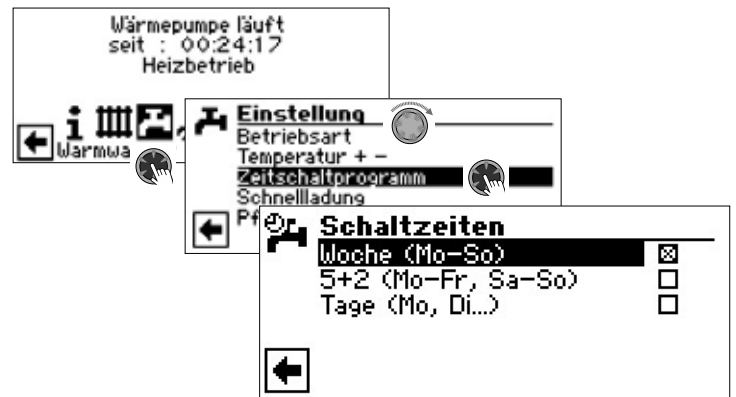 Wärmepumpe läuft
seit : 00:24:17
Heizbetrieb
Warmwa
Einstellung
Betriebsart
Temperatur + −
Zeitschaltprogramm
Schnellladung
Pf
Schaltzeiten
Woche (Mo−So)
5+2 (Mo−Fr, Sa−So)
Tage (Mo, Di...)